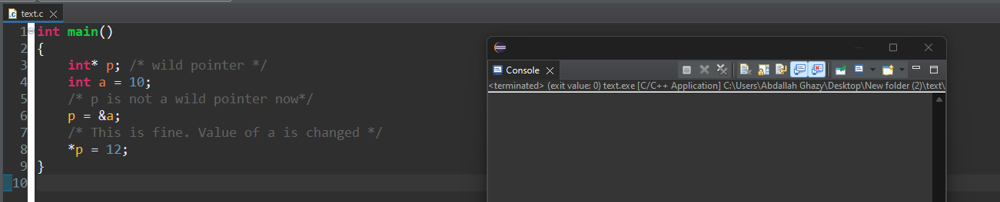 text.c
1 int main()
2 {
3 int* p; /* wild pointer */
4 int a = 10;
5 /* p is not a wild pointer now*/
6 p = &a;
7 /* This is fine. Value of a is changed */
8 *p = 12;
9 }
10
Console
<terminated> (exit value: 0) text.exe [C/C++ Application] C:\Users\Abdallah Ghazy\Desktop\New folder (2)\text\